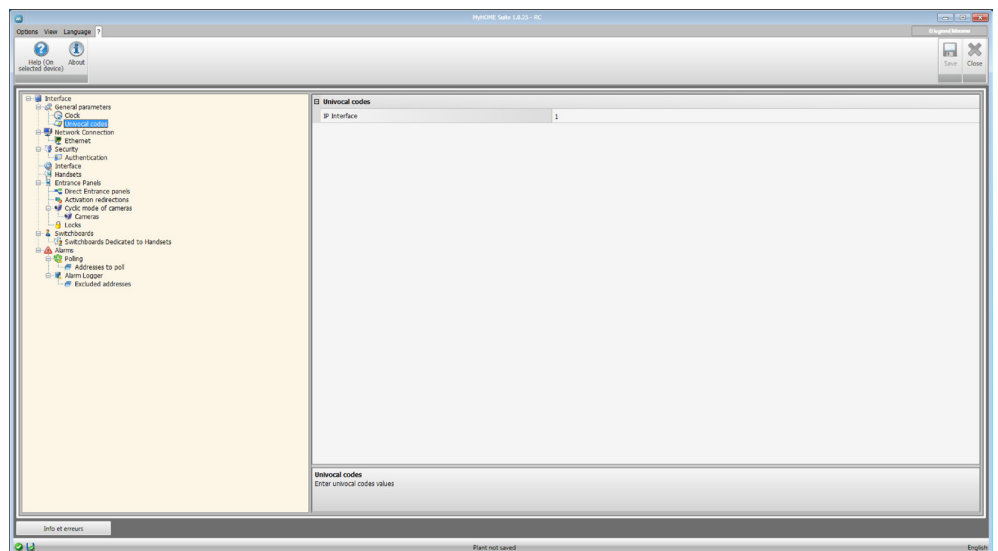 MyHOME Suite 1.8.25 - RC
Options View Language ?
Help (On selected device)
About
Save
Close
Interface
General parameters
Clock
Univocal codes
Network Connection
Ethernet
Security
Authentication
Interface
Handsets
Entrance Panels
Direct Entrance panels
Activation redirections
Cyclic mode of cameras
Cameras
Locks
Switchboards
Switchboards Dedicated to Handsets
Alarms
Polling
Addresses to poll
Alarm Logger
Excluded addresses
Univocal codes
IP Interface 1
Univocal codes
Enter univocal codes values
Info et erreurs
Plant not saved
English